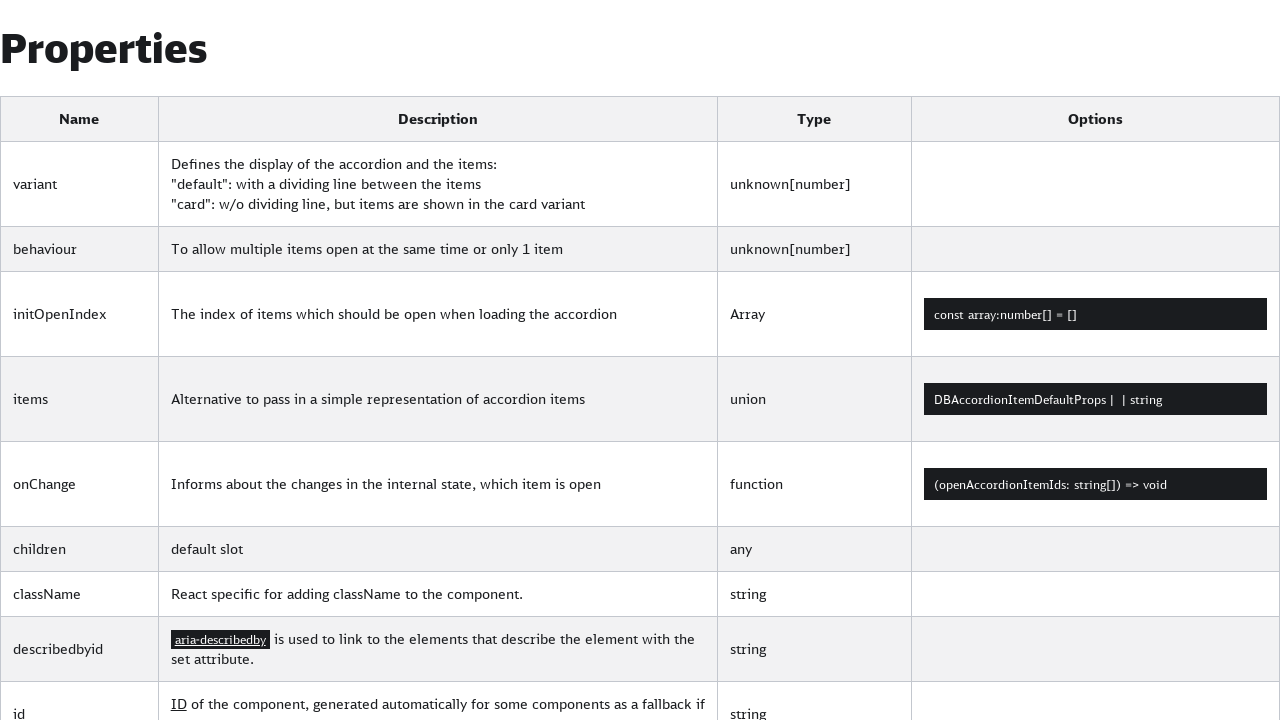 Properties
Name Description Type Options
variant
Defines the display of the accordion and the items:
"default": with a dividing line between the items
"card": w/o dividing line, but items are shown in the card variant
unknown[number]
behaviour To allow multiple items open at the same time or only 1 item unknown[number]
initOpenIndex The index of items which should be open when loading the accordion Array const array:number[] = []
items Alternative to pass in a simple representation of accordion items union DBAccordionItemDefaultProps | | string
onChange Informs about the changes in the internal state, which item is open function (openAccordionItemIds: string[]) => void
children default slot any
className React specific for adding className to the component. string
describedbyid
aria-describedby is used to link to the elements that describe the element with the
set attribute.
string
id
ID of the component, generated automatically for some components as a fallback if
string